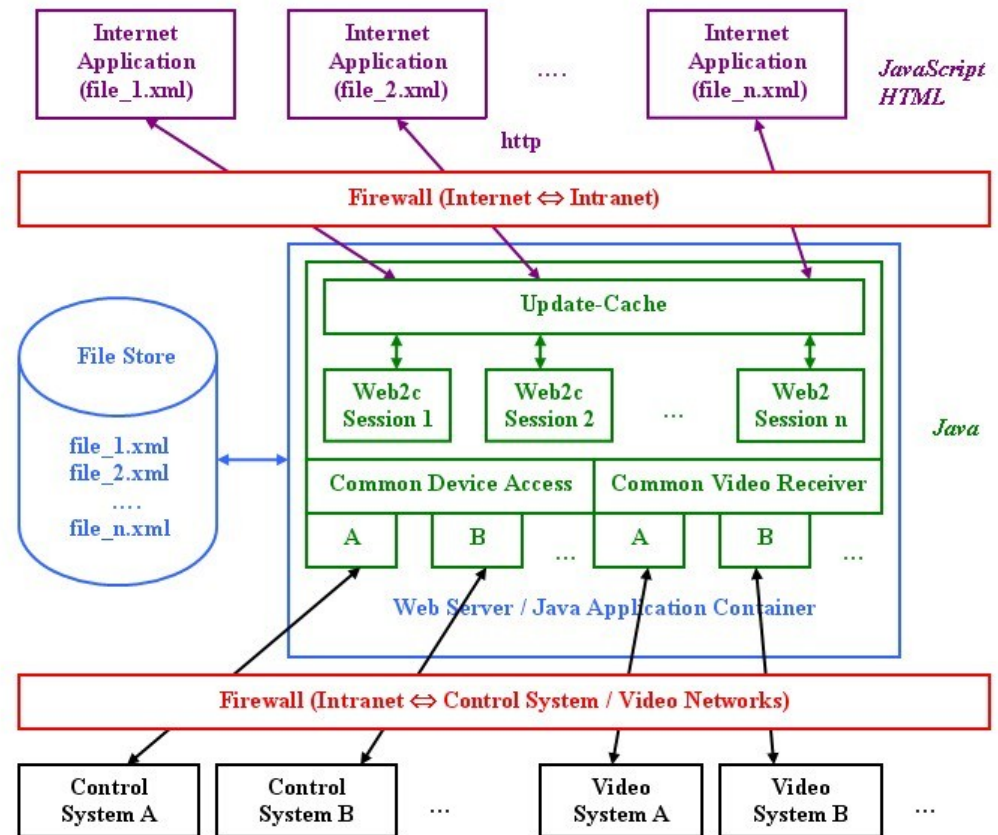 Internet
Application
(file_1.xml)
Internet
Application
(file_2.xml)
....
Internet
Application
(file_n.xml)
JavaScript
HTML
http
Firewall (Internet ⇔ Intranet)
Update-Cache
File Store
file_1.xml
file_2.xml
....
file_n.xml
Web2c
Session 1
Web2c
Session 2
...
Web2
Session n
Java
Common Device Access
Common Video Receiver
A
B
...
A
B
...
Web Server / Java Application Container
Firewall (Intranet ⇔ Control System / Video Networks)
Control
System A
Control
System B
...
Video
System A
Video
System B
...